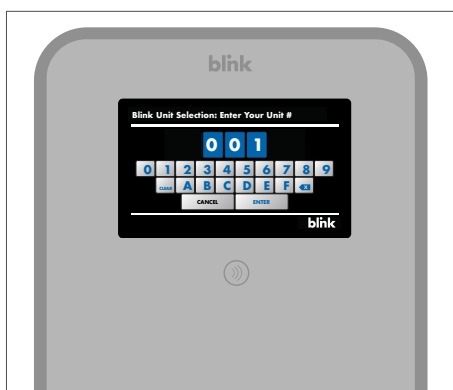 blink
Blink Unit Selection: Enter Your Unit #
0 0 1
0 1 2 3 4 5 6 7 8 9
CLEAR A B C D E F X
CANCEL ENTER
blink